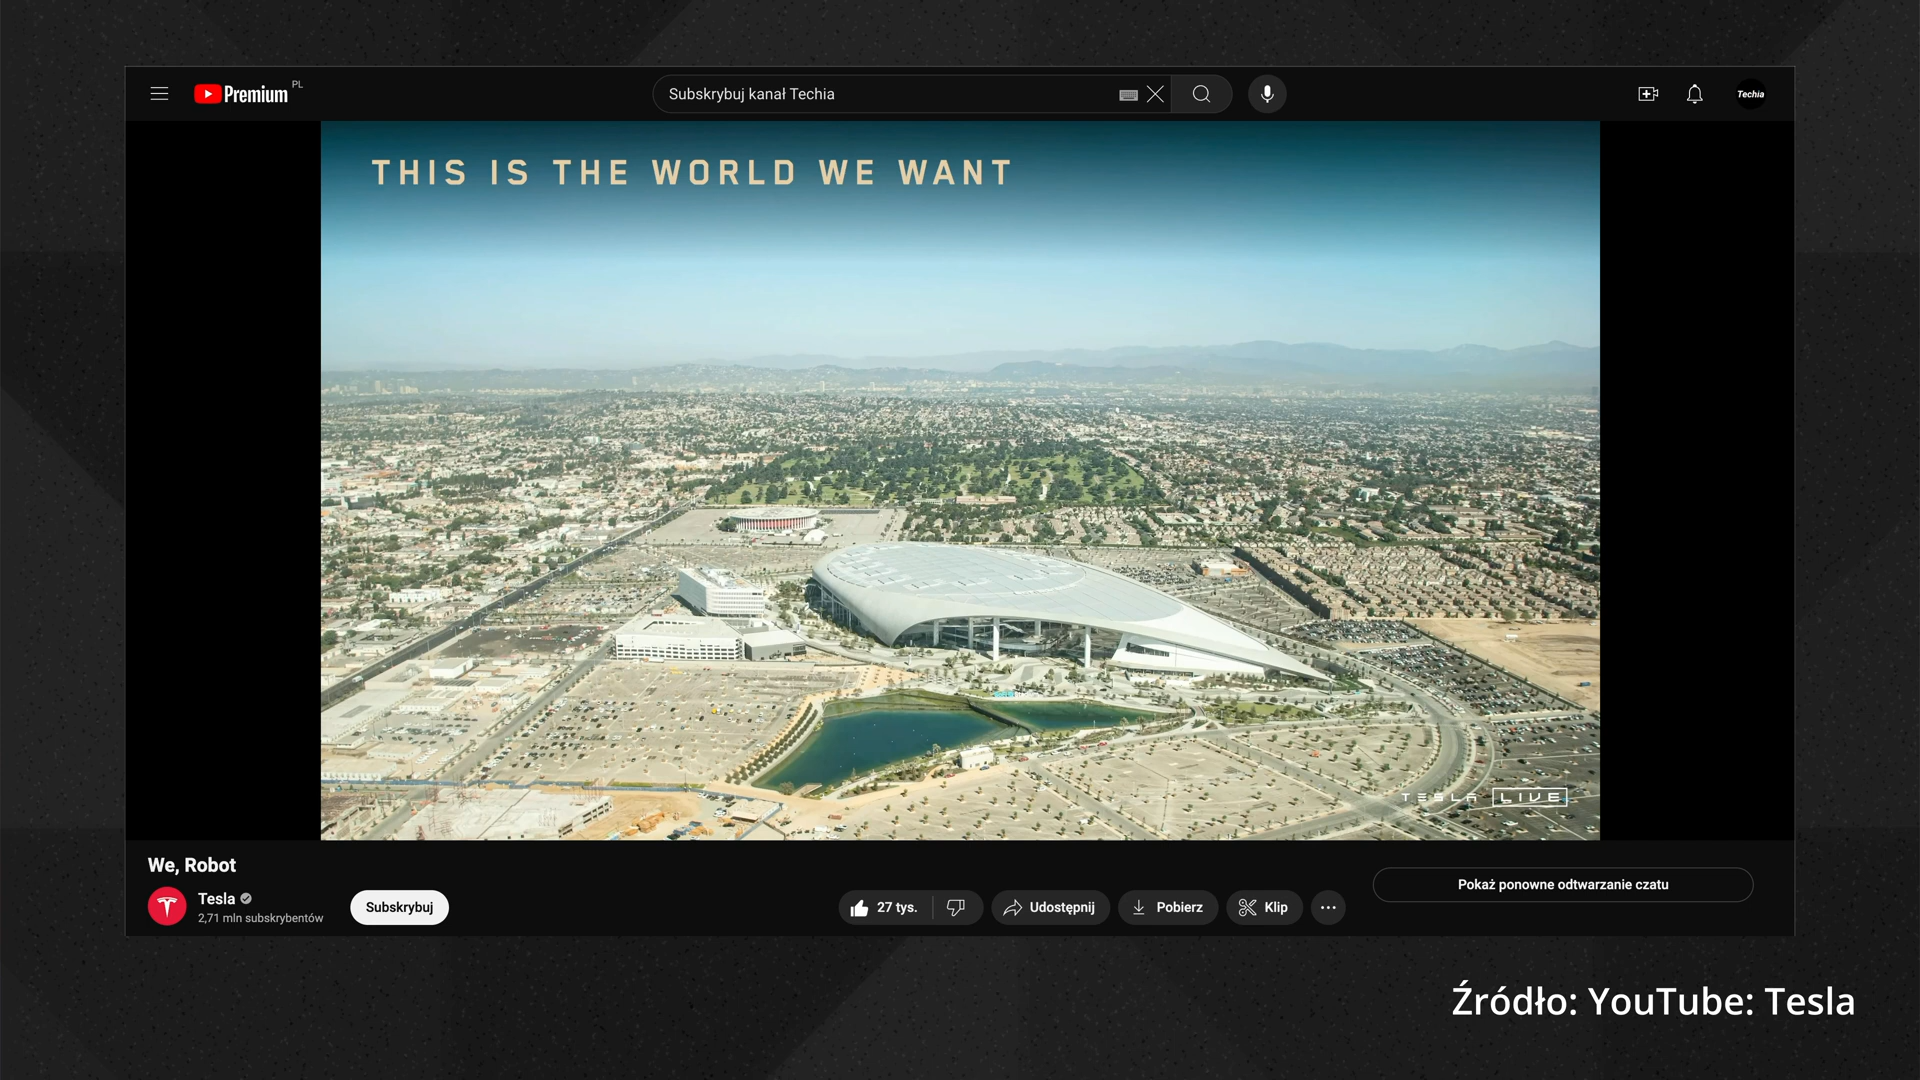 Premium PL
Subskrybuj kanał Techia
Techia
THIS IS THE WORLD WE WANT
TESLA LIVE
We, Robot
Tesla
2,71 mln subskrybentów
Subskrybuj
27 tys.
Udostępnij
Pobierz
Klip
Pokaż ponowne odtwarzanie czatu
Źródło: YouTube: Tesla